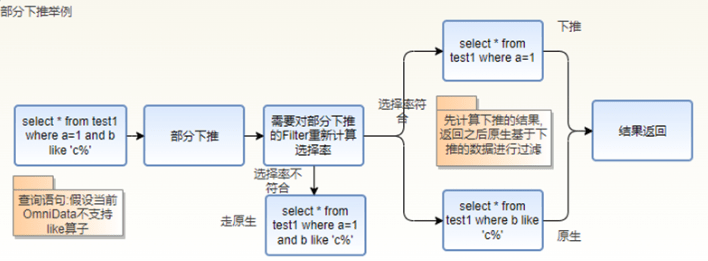 部分下推举例
select * from test1
where a=1 and b
like 'c%'
查询语句:假设当前
OmniData不支持
like算子
部分下推
需要对部分下推
的Filter重新计算
选择率
选择率不
符合
走原生
select * from
test1 where a=1
and b like 'c%'
选择率符
合
下推
select * from
test1 where a=1
先计算下推的结果,
返回之后原生基于下
推的数据进行过滤
select * from
test1 where b like
'c%'
原生
结果返回